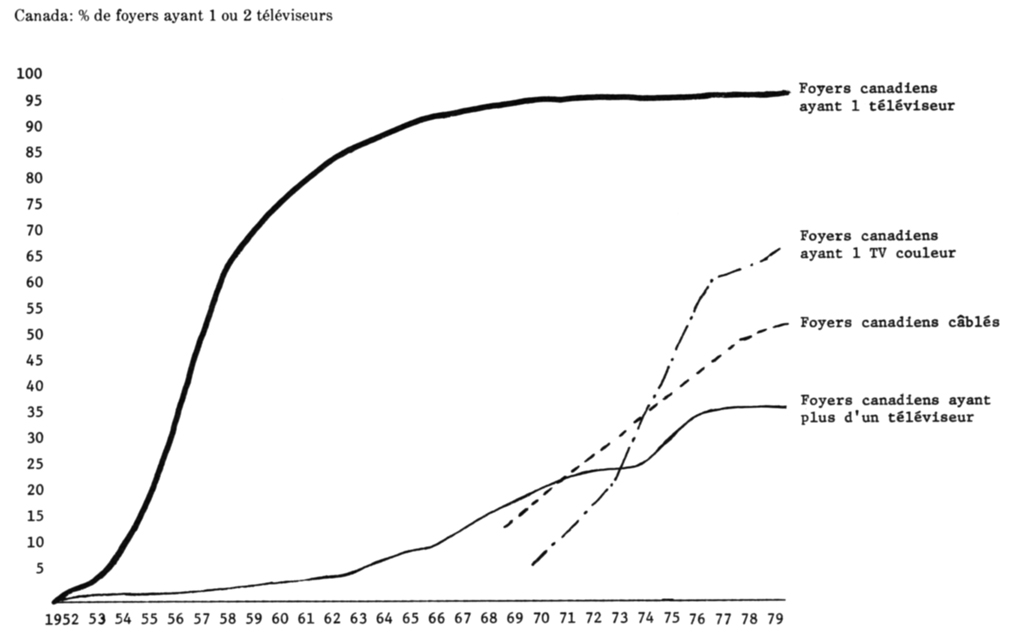 Canada: % de foyers ayant 1 ou 2 téléviseurs
100
95
90
85
80
75
70
65
60
55
50
45
40
35
30
25
20
15
10
5
Foyers canadiens
ayant 1 téléviseur
Foyers canadiens
ayant 1 TV couleur
Foyers canadiens câblés
Foyers canadiens ayant
plus d'un téléviseur
1952 53 54 55 56 57 58 59 60 61 62 63 64 65 66 67 68 69 70 71 72 73 74 75 76 77 78 79